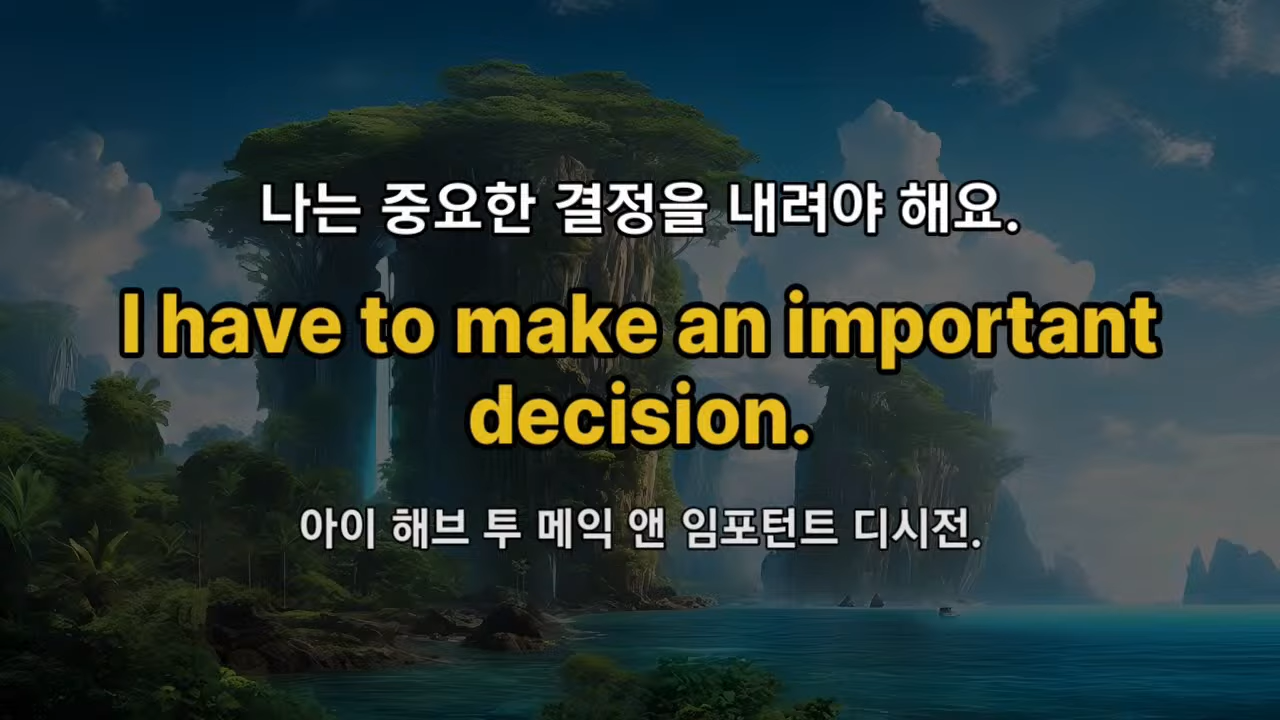 나는 중요한 결정을 내려야 해요.
I have to make an important
decision.
아이 해브 투 메익 앤 임포턴트 디시전.